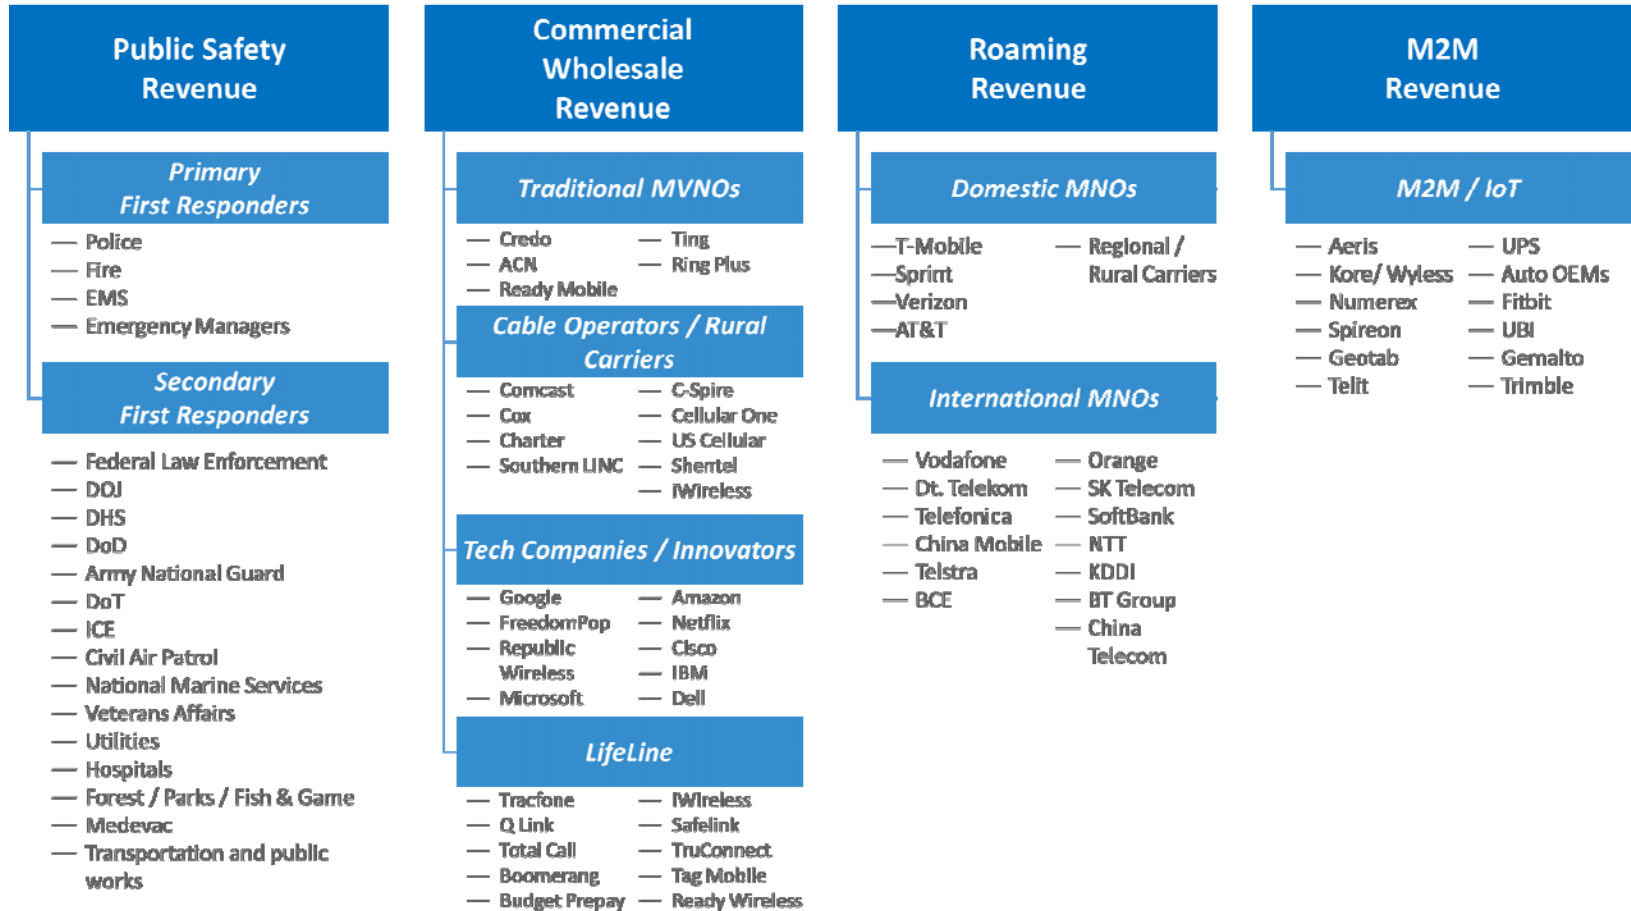 Public Safety
Revenue
Primary
First Responders
— Police
— Fire
— EMS
— Emergency Managers
Secondary
First Responders
— Federal Law Enforcement
— DOJ
— DHS
— DoD
— Army National Guard
— DoT
— ICE
— Civil Air Patrol
— National Marine Services
— Veterans Affairs
— Utilities
— Hospitals
— Forest / Parks / Fish & Game
— Medevac
— Transportation and public
works
Commercial
Wholesale
Revenue
Traditional MVNOs
— Credo
— ACN
— Ready Mobile
— Ting
— Ring Plus
Cable Operators / Rural
Carriers
— Comcast
— Cox
— Charter
— Southern LINC
— C-Spire
— Cellular One
— US Cellular
— Shentel
— iWireless
Tech Companies / Innovators
— Google
— FreedomPop
— Republic
Wireless
— Microsoft
— Amazon
— Netflix
— Cisco
— IBM
— Dell
LifeLine
— Tracfone
— Q Link
— Total Call
— Boomerang
— Budget Prepay
— iWireless
— Safelink
— TruConnect
— Tag Mobile
— Ready Wireless
Roaming
Revenue
Domestic MNOs
— T-Mobile
— Sprint
— Verizon
— AT&T
— Regional /
Rural Carriers
International MNOs
— Vodafone
— Dt. Telekom
— Telefonica
— China Mobile
— Telstra
— BCE
— Orange
— SK Telecom
— SoftBank
— NTT
— KDDI
— BT Group
— China
Telecom
M2M
Revenue
M2M / IoT
— Aeris
— Kore/ Wyless
— Numerex
— Spireon
— Geotab
— Telit
— UPS
— Auto OEMs
— Fitbit
— UBI
— Gemalto
— Trimble